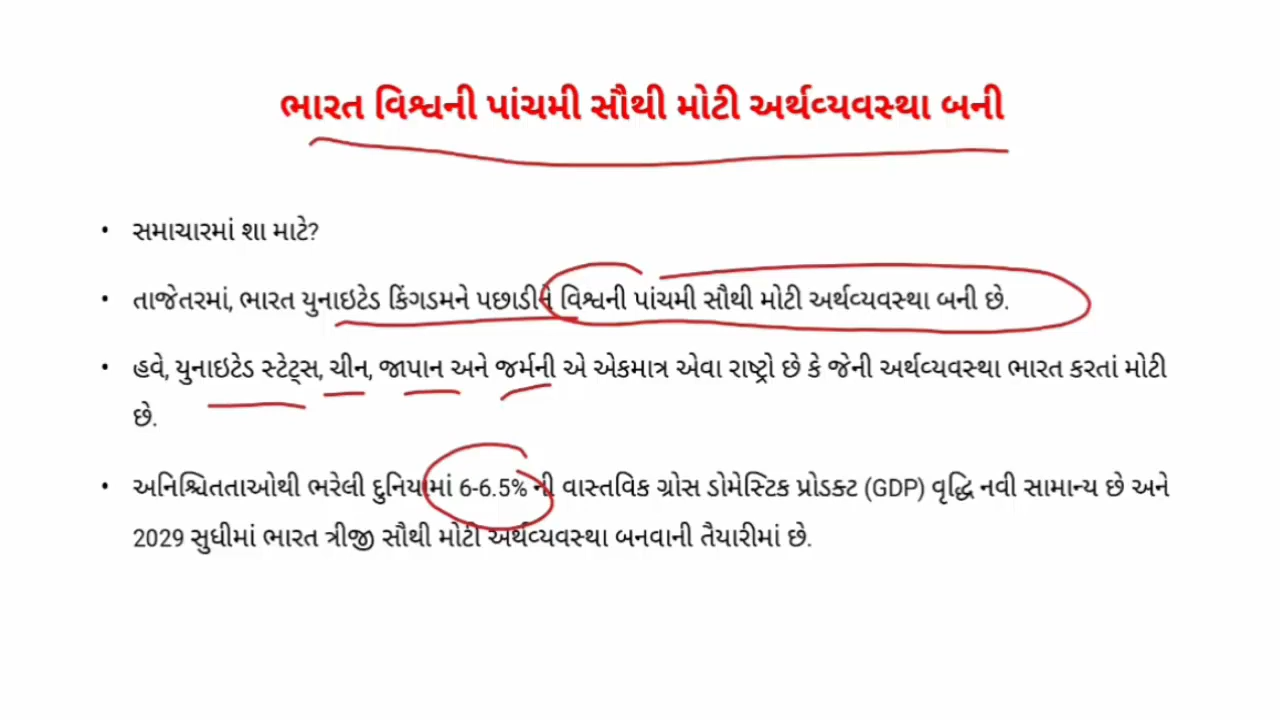 ભારત વિશ્વની પાંચમી સૌથી મોટી અર્થવ્યવસ્થા બની
• સમાચારમાં શા માટે?
• તાજેતરમાં, ભારત યુનાઇટેડ કિંગડમને પછાડીને વિશ્વની પાંચમી સૌથી મોટી અર્થવ્યવસ્થા બની છે.
• હવે, યુનાઇટેડ સ્ટેટ્સ, ચીન, જાપાન અને જર્મની એ એકમાત્ર એવા રાષ્ટ્રો છે કે જેની અર્થવ્યવસ્થા ભારત કરતાં મોટી
છે.
• અનિશ્ચિતતાઓથી ભરેલી દુનિયામાં 6-6.5% ની વાસ્તવિક ગ્રોસ ડોમેસ્ટિક પ્રોડક્ટ (GDP) વૃદ્ધિ નવી સામાન્ય છે અને
2029 સુધીમાં ભારત ત્રીજી સૌથી મોટી અર્થવ્યવસ્થા બનવાની તૈયારીમાં છે.